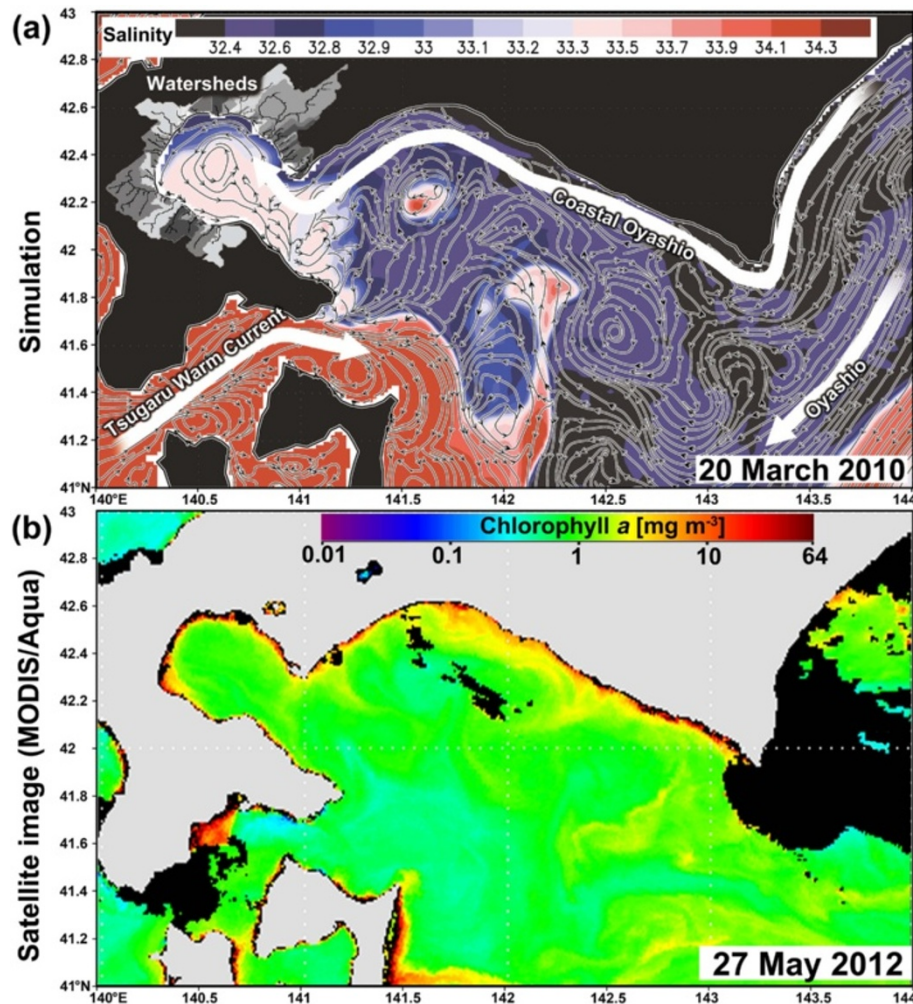 (a)
Salinity
32.4 32.6 32.8 32.9 33 33.1 33.2 33.3 33.5 33.7 33.9 34.1 34.3
Watersheds
Coastal Oyashio
Tsugaru Warm Current
Oyashio
20 March 2010
Simulation
43
42.8
42.6
42.4
42.2
42
41.8
41.6
41.4
41.2
41°N
140°E 140.5 141 141.5 142 142.5 143 143.5 144
(b)
Chlorophyll a [mg m-3]
0.01 0.1 1 10 64
27 May 2012
Satellite image (MODIS/Aqua)
43
42.8
42.6
42.4
42.2
42
41.8
41.6
41.4
41.2
41°N
140°E 140.5 141 141.5 142 142.5 143 143.5